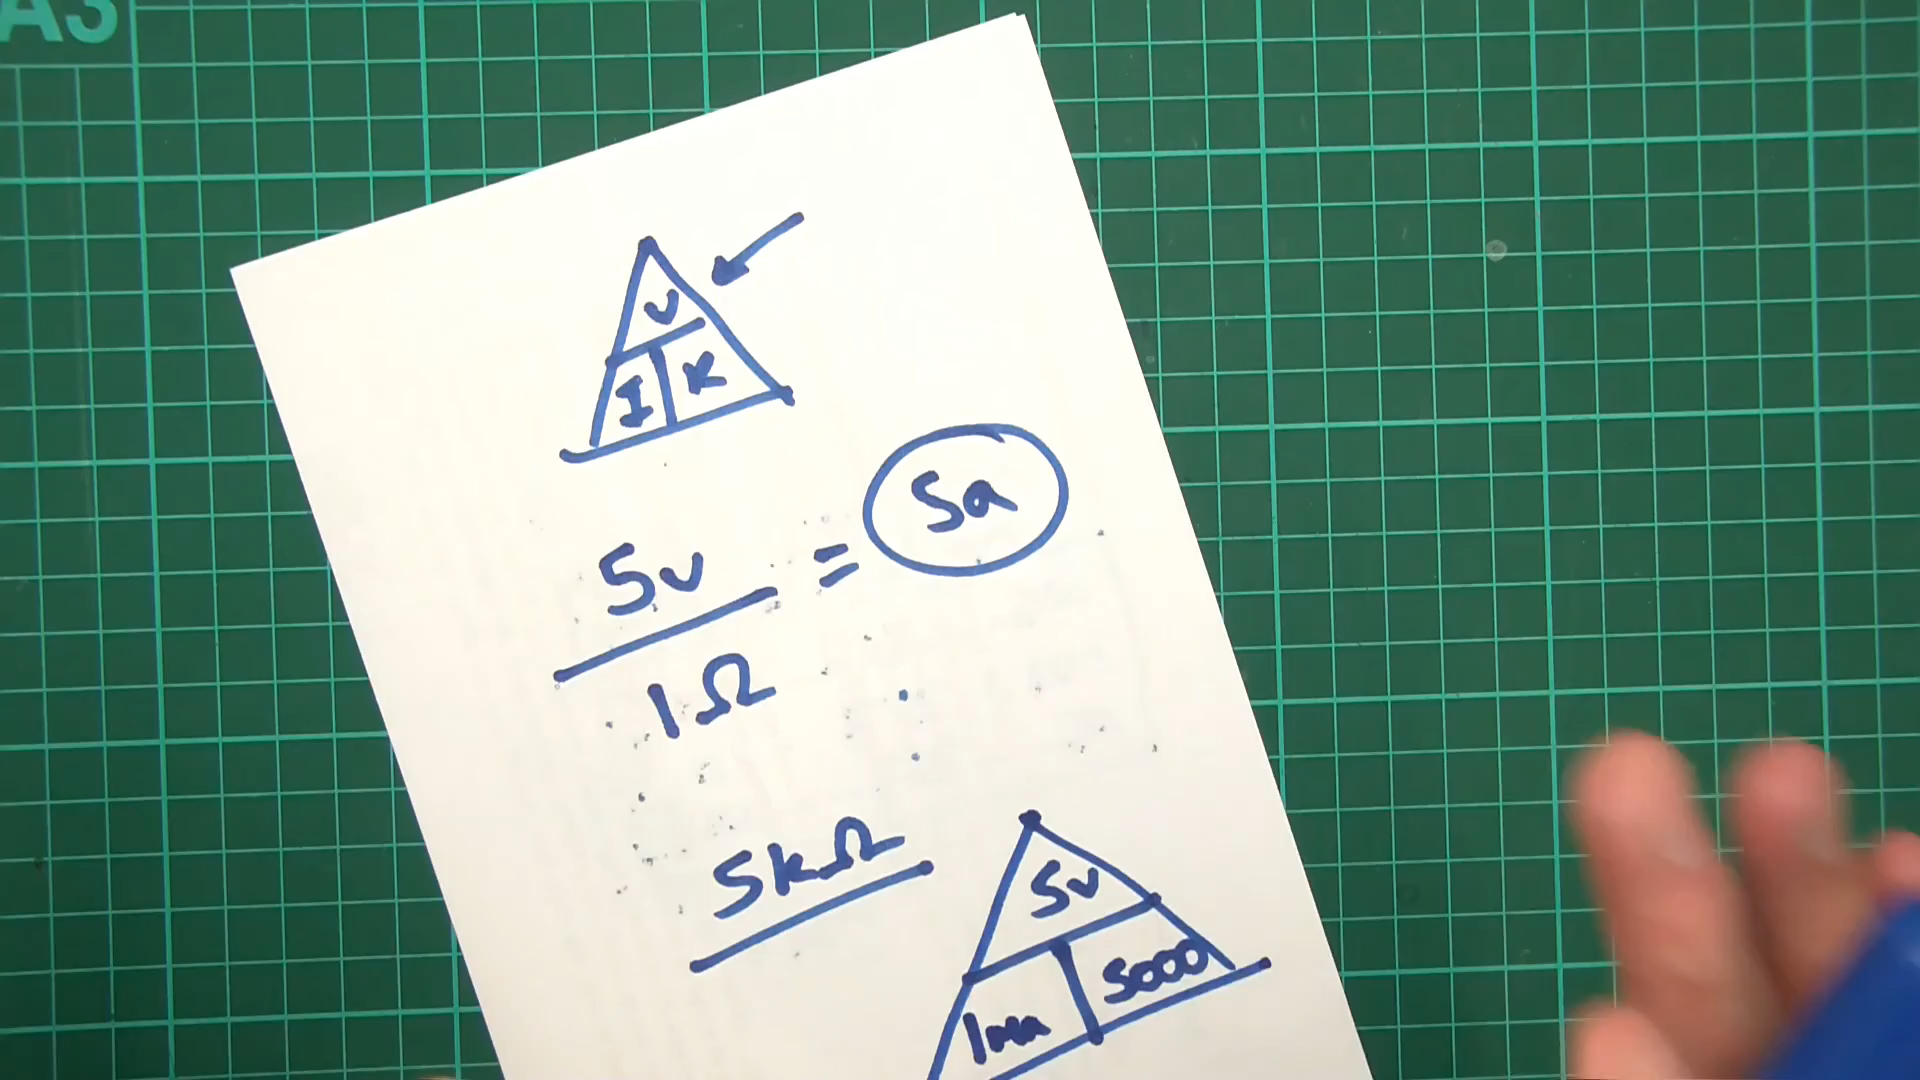 A3
V
I R
5v
1Ω
= 5a
5kΩ
5v
1ma 5000